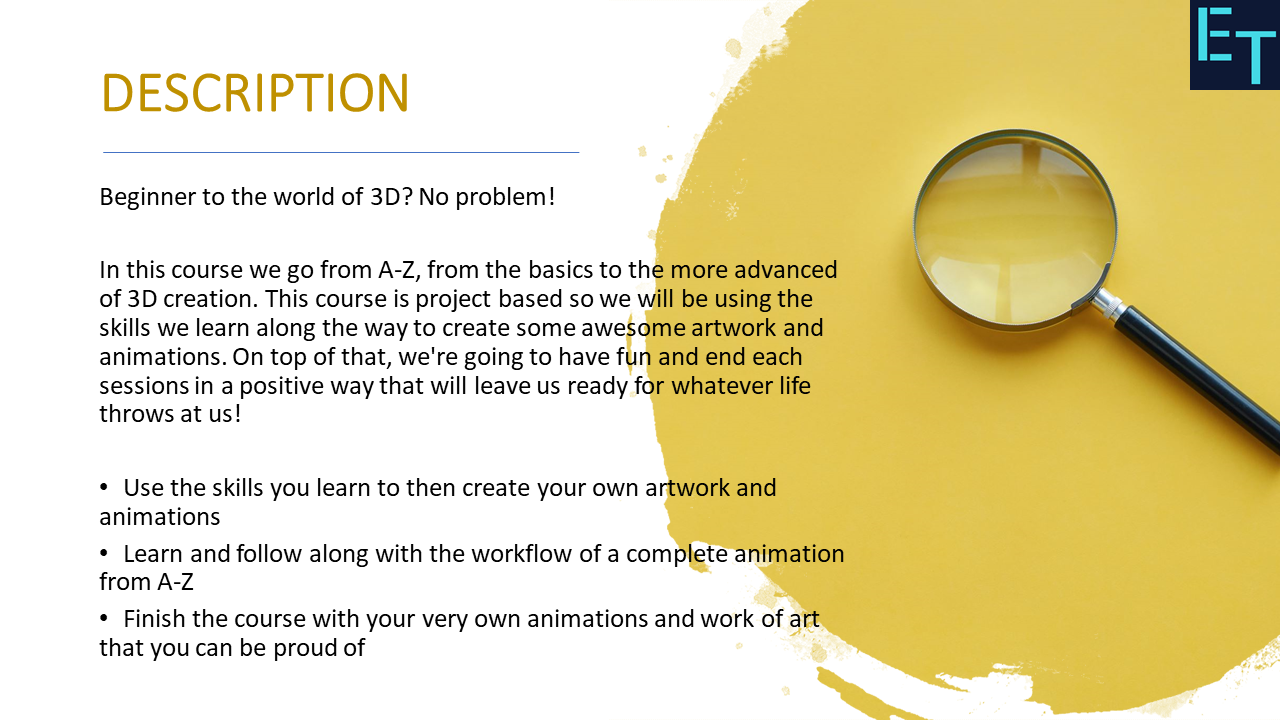 ET
DESCRIPTION
Beginner to the world of 3D? No problem!
In this course we go from A-Z, from the basics to the more advanced
of 3D creation. This course is project based so we will be using the
skills we learn along the way to create some awesome artwork and
animations. On top of that, we're going to have fun and end each
sessions in a positive way that will leave us ready for whatever life
throws at us!
• Use the skills you learn to then create your own artwork and
animations
• Learn and follow along with the workflow of a complete animation
from A-Z
• Finish the course with your very own animations and work of art
that you can be proud of